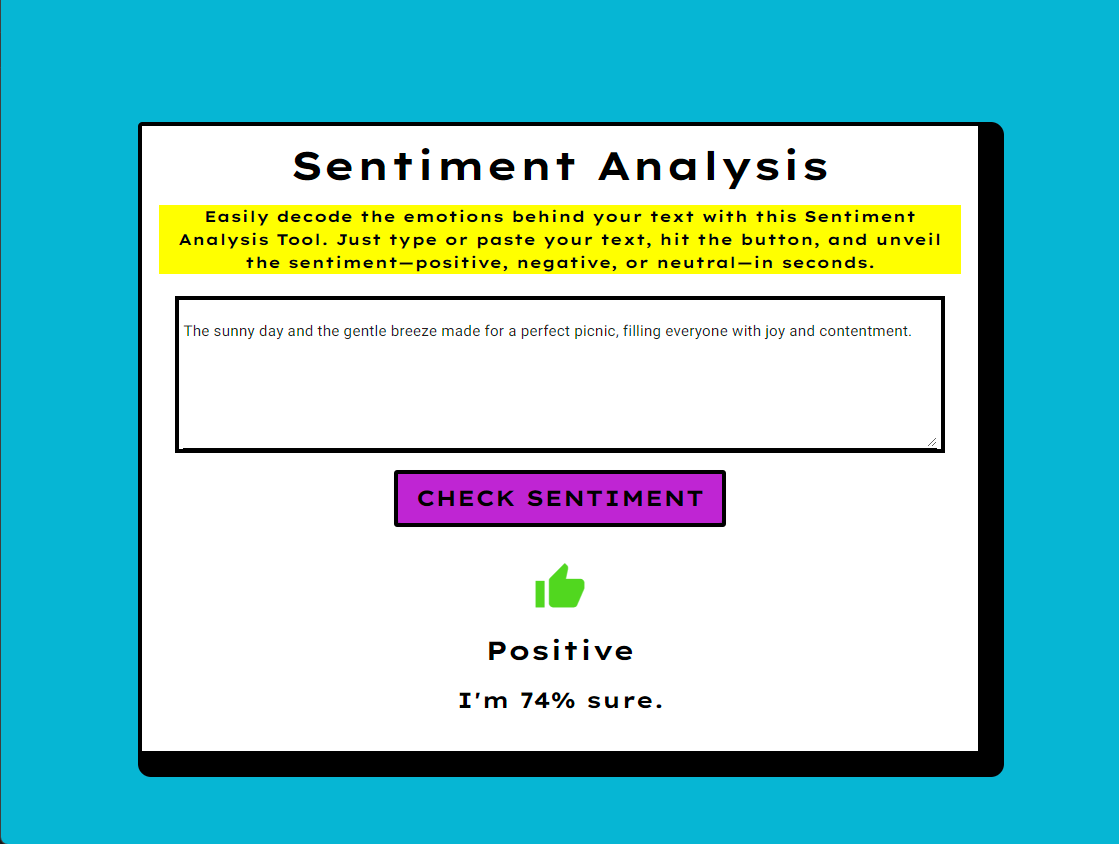 Sentiment Analysis
Easily decode the emotions behind your text with this Sentiment
Analysis Tool. Just type or paste your text, hit the button, and unveil
the sentiment—positive, negative, or neutral—in seconds.
The sunny day and the gentle breeze made for a perfect picnic, filling everyone with joy and contentment.
CHECK SENTIMENT
Positive
I'm 74% sure.